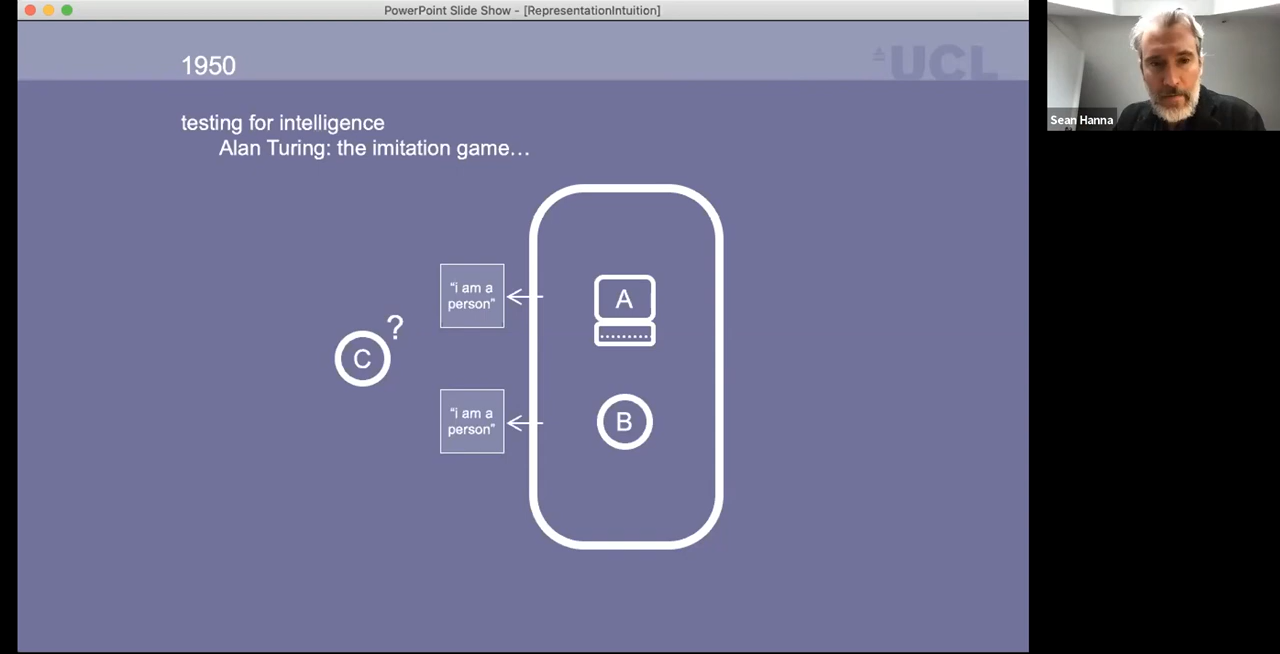 PowerPoint Slide Show - [RepresentationIntuition]
1950
UCL
testing for intelligence
Alan Turing: the imitation game…
"i am a
person"
A
?
C
"i am a
person"
B
Sean Hanna